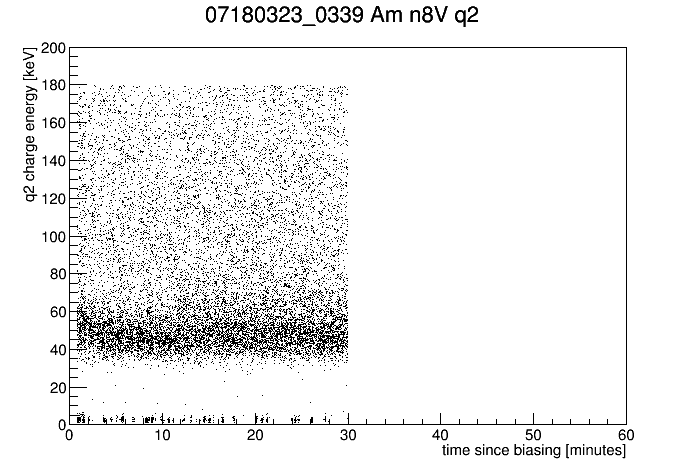 07180323_0339 Am n8V q2
q2 charge energy [keV]
200
180
160
140
120
100
80
60
40
20
0
0 10 20 30 40 50 60
time since biasing [minutes]